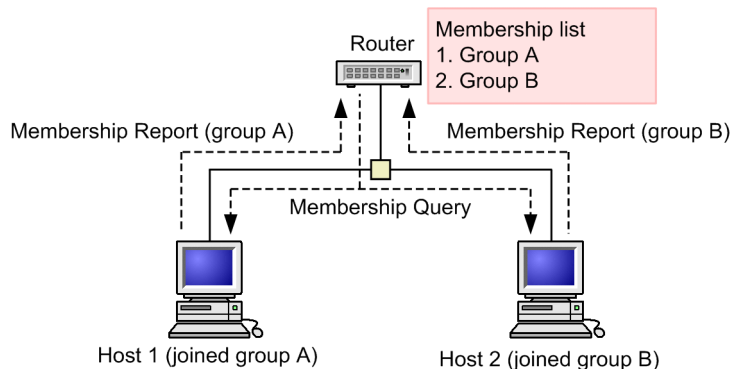 Router
Membership list
1. Group A
2. Group B
Membership Report (group A)
Membership Report (group B)
Membership Query
Host 1 (joined group A)
Host 2 (joined group B)